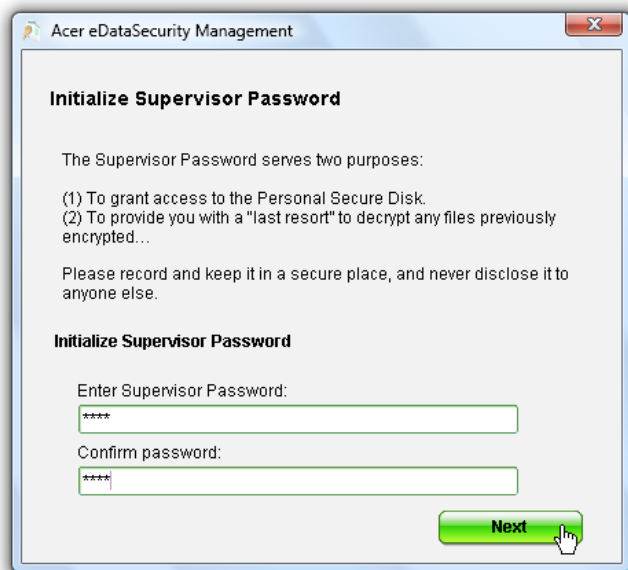 Acer eDataSecurity Management
Initialize Supervisor Password
The Supervisor Password serves two purposes:
(1) To grant access to the Personal Secure Disk.
(2) To provide you with a "last resort" to decrypt any files previously
encrypted...
Please record and keep it in a secure place, and never disclose it to
anyone else.
Initialize Supervisor Password
Enter Supervisor Password:
****
Confirm password:
****
Next